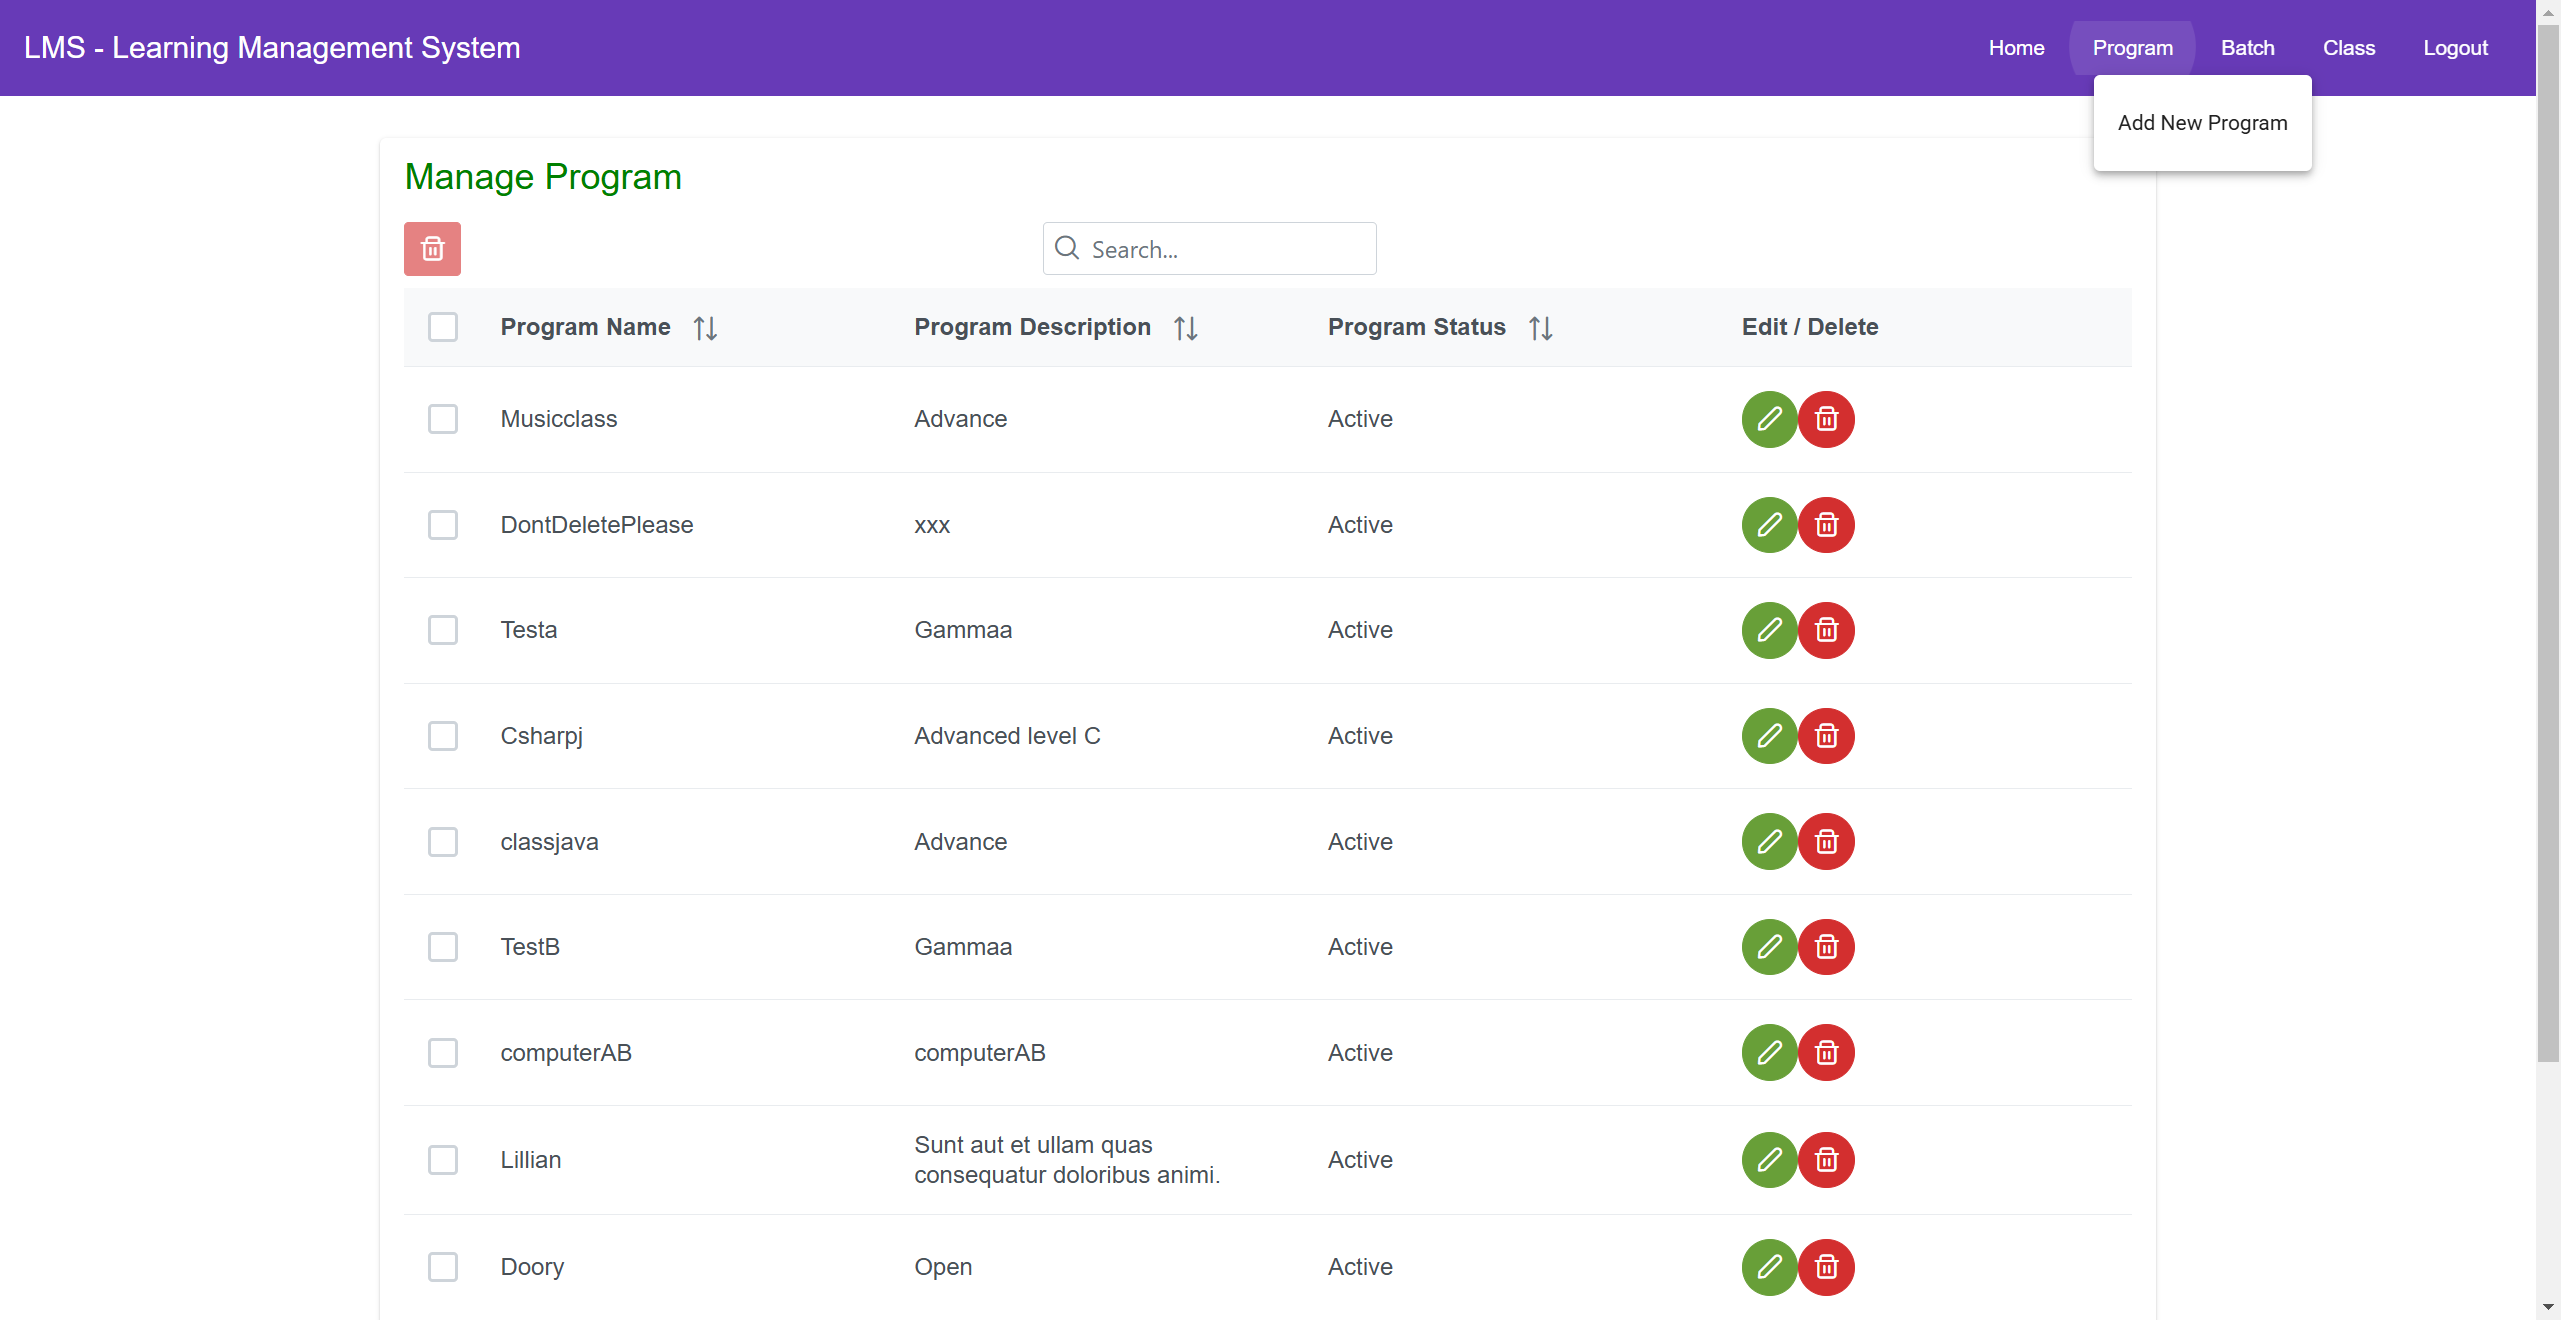 LMS - Learning Management System
Home Program Batch Class Logout
Add New Program
Manage Program
Search...
Program Name Program Description Program Status Edit / Delete
Musicclass Advance Active
DontDeletePlease xxx Active
Testa Gammaa Active
Csharpj Advanced level C Active
classjava Advance Active
TestB Gammaa Active
computerAB computerAB Active
Lillian Sunt aut et ullam quas Active
consequatur doloribus animi.
Doory Open Active